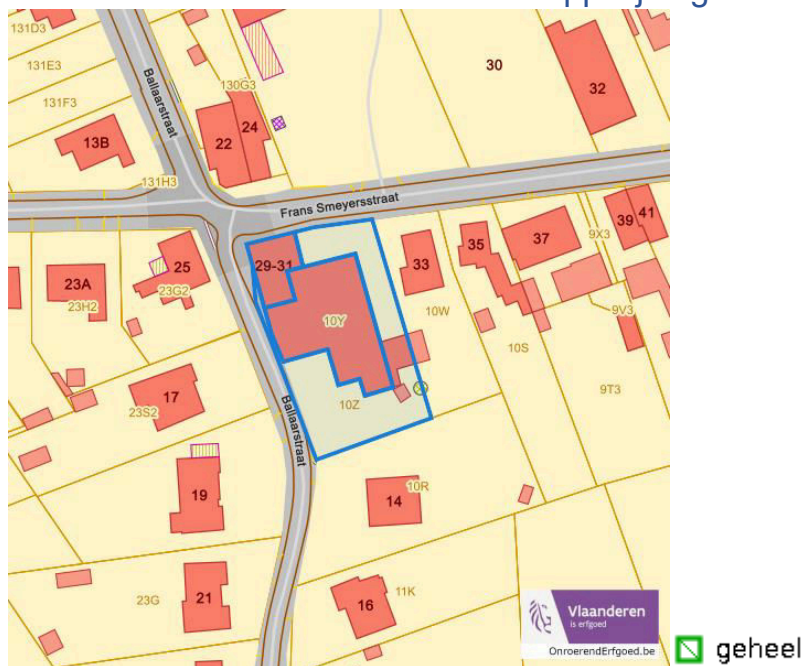 131D3
131E3
131F3
13B
131H3
Ballaarstraat
130G3
22
24
30
32
Frans Smeyersstraat
23A
23H2
25
23G2
29-31
10Y
33
10W
35
37
9X3
39
41
10S
9V3
9T3
17
23S2
10Z
Ballaarstraat
19
14
10R
23G
21
16
11K
Vlaanderen
is erfgoed
OnroerendErfgoed.be
geheel